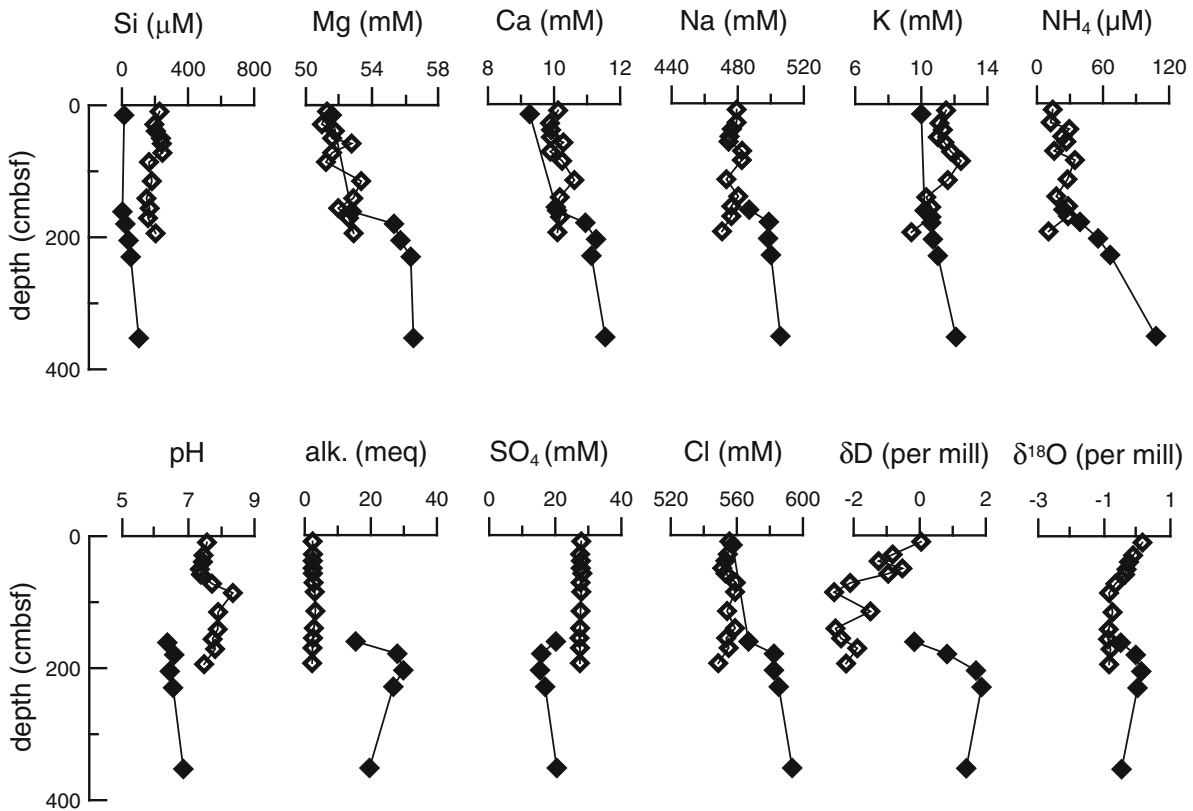 Si (μM) Mg (mM) Ca (mM) Na (mM) K (mM) NH₄ (μM)
0 400 800 50 54 58 8 10 12 440 480 520 6 10 14 0 60 120
0
200
400
depth (cmbsf)
pH alk. (meq) SO₄ (mM) Cl (mM) δD (per mill) δ¹⁸O (per mill)
5 7 9 0 20 40 0 20 40 520 560 600 -2 0 2 -3 -1 1
0
200
400
depth (cmbsf)